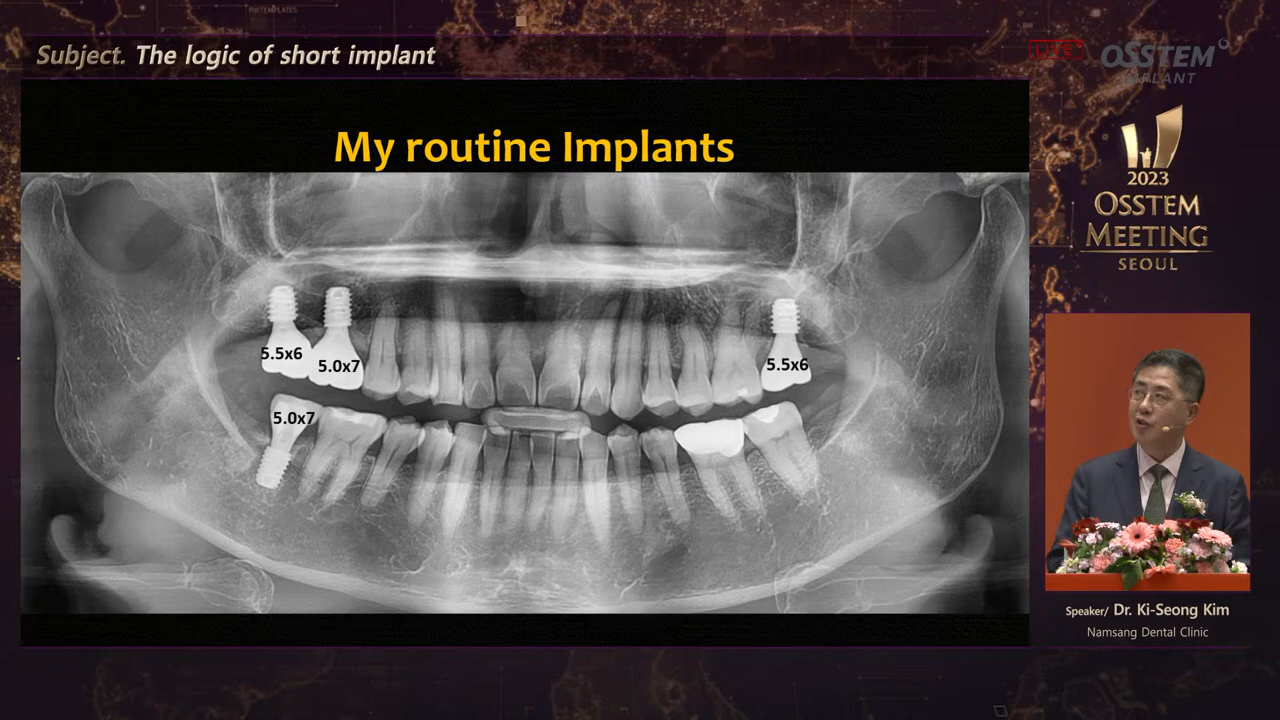 Subject. The logic of short implant
LIVE
OSSTEM
IMPLANT
My routine Implants
2023
OSSTEM
MEETING
SEOUL
5.5x6
5.0x7
5.5x6
5.0x7
Speaker/ Dr. Ki-Seong Kim
Namsang Dental Clinic